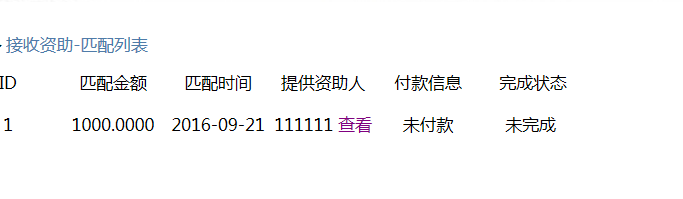 接收资助-匹配列表
ID 匹配金额 匹配时间 提供资助人 付款信息 完成状态
1 1000.0000 2016-09-21 111111 查看 未付款 未完成